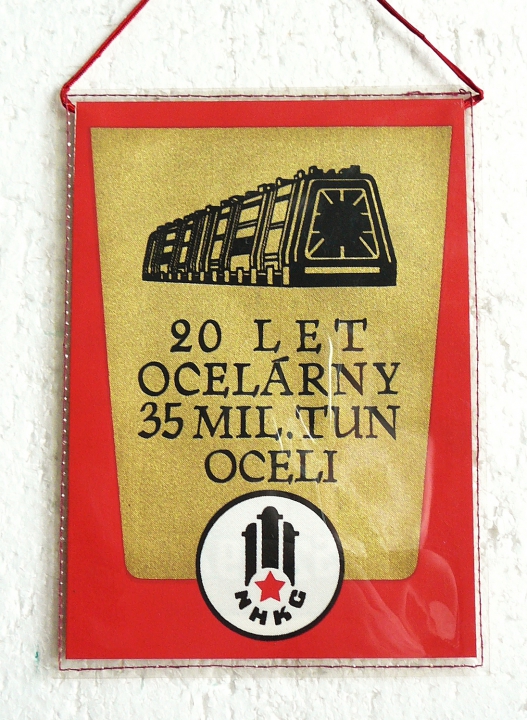 20 LET
OCELÁRNY
35 MIL. TUN
OCELI
NHKG